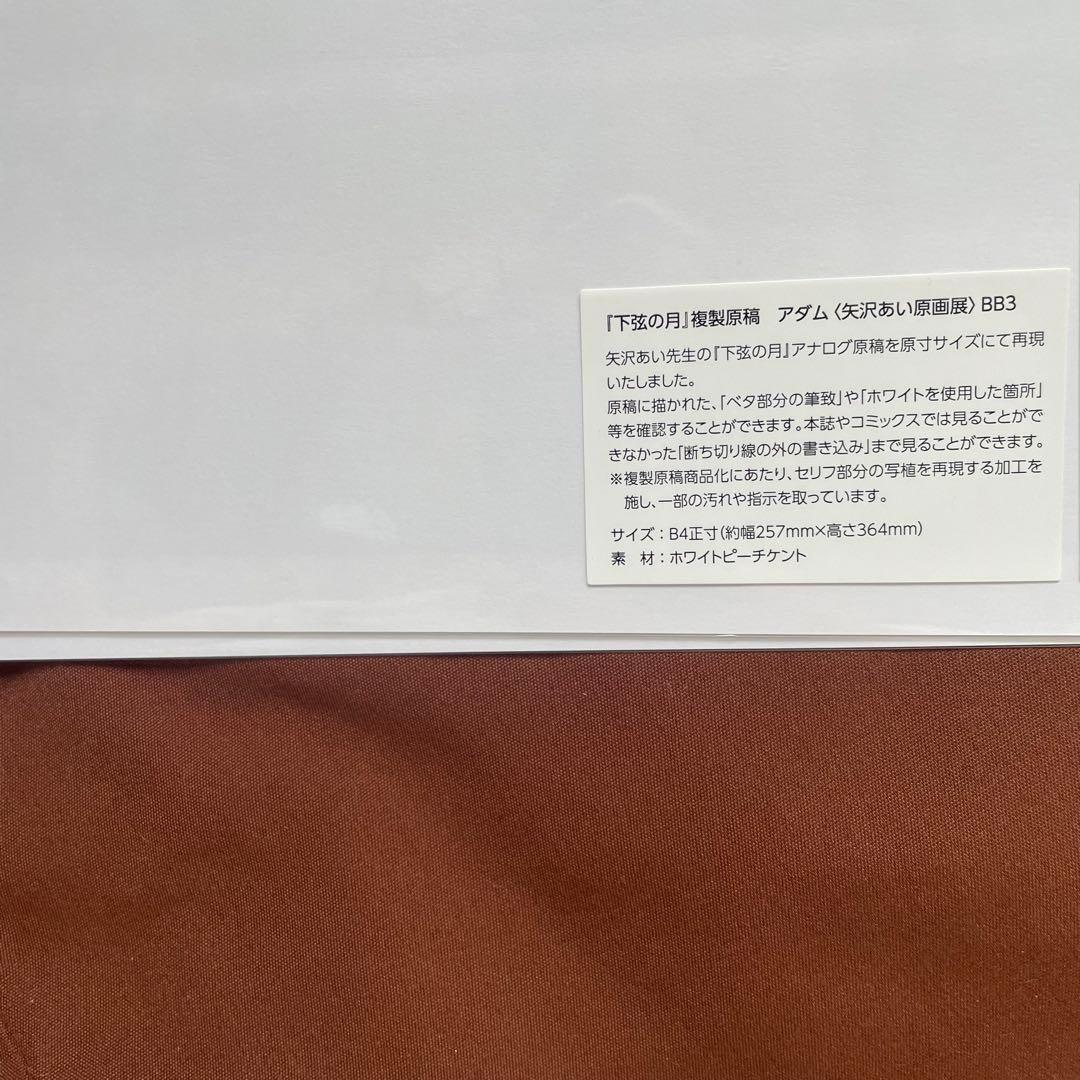 『下弦の月』複製原稿　アダム〈矢沢あい原画展〉BB3
矢沢あい先生の『下弦の月』アナログ原稿を原寸サイズにて再現
いたしました。
原稿に描かれた、「ベタ部分の筆致」や「ホワイトを使用した箇所」
等を確認することができます。本誌やコミックスでは見ることがで
きなかった「断ち切り線の外の書き込み」まで見ることができます。
※複製原稿商品化にあたり、セリフ部分の写植を再現する加工を
施し、一部の汚れや指示を取っています。
サイズ：B4正寸（約幅257mm×高さ364mm）
素　材：ホワイトピーチケント